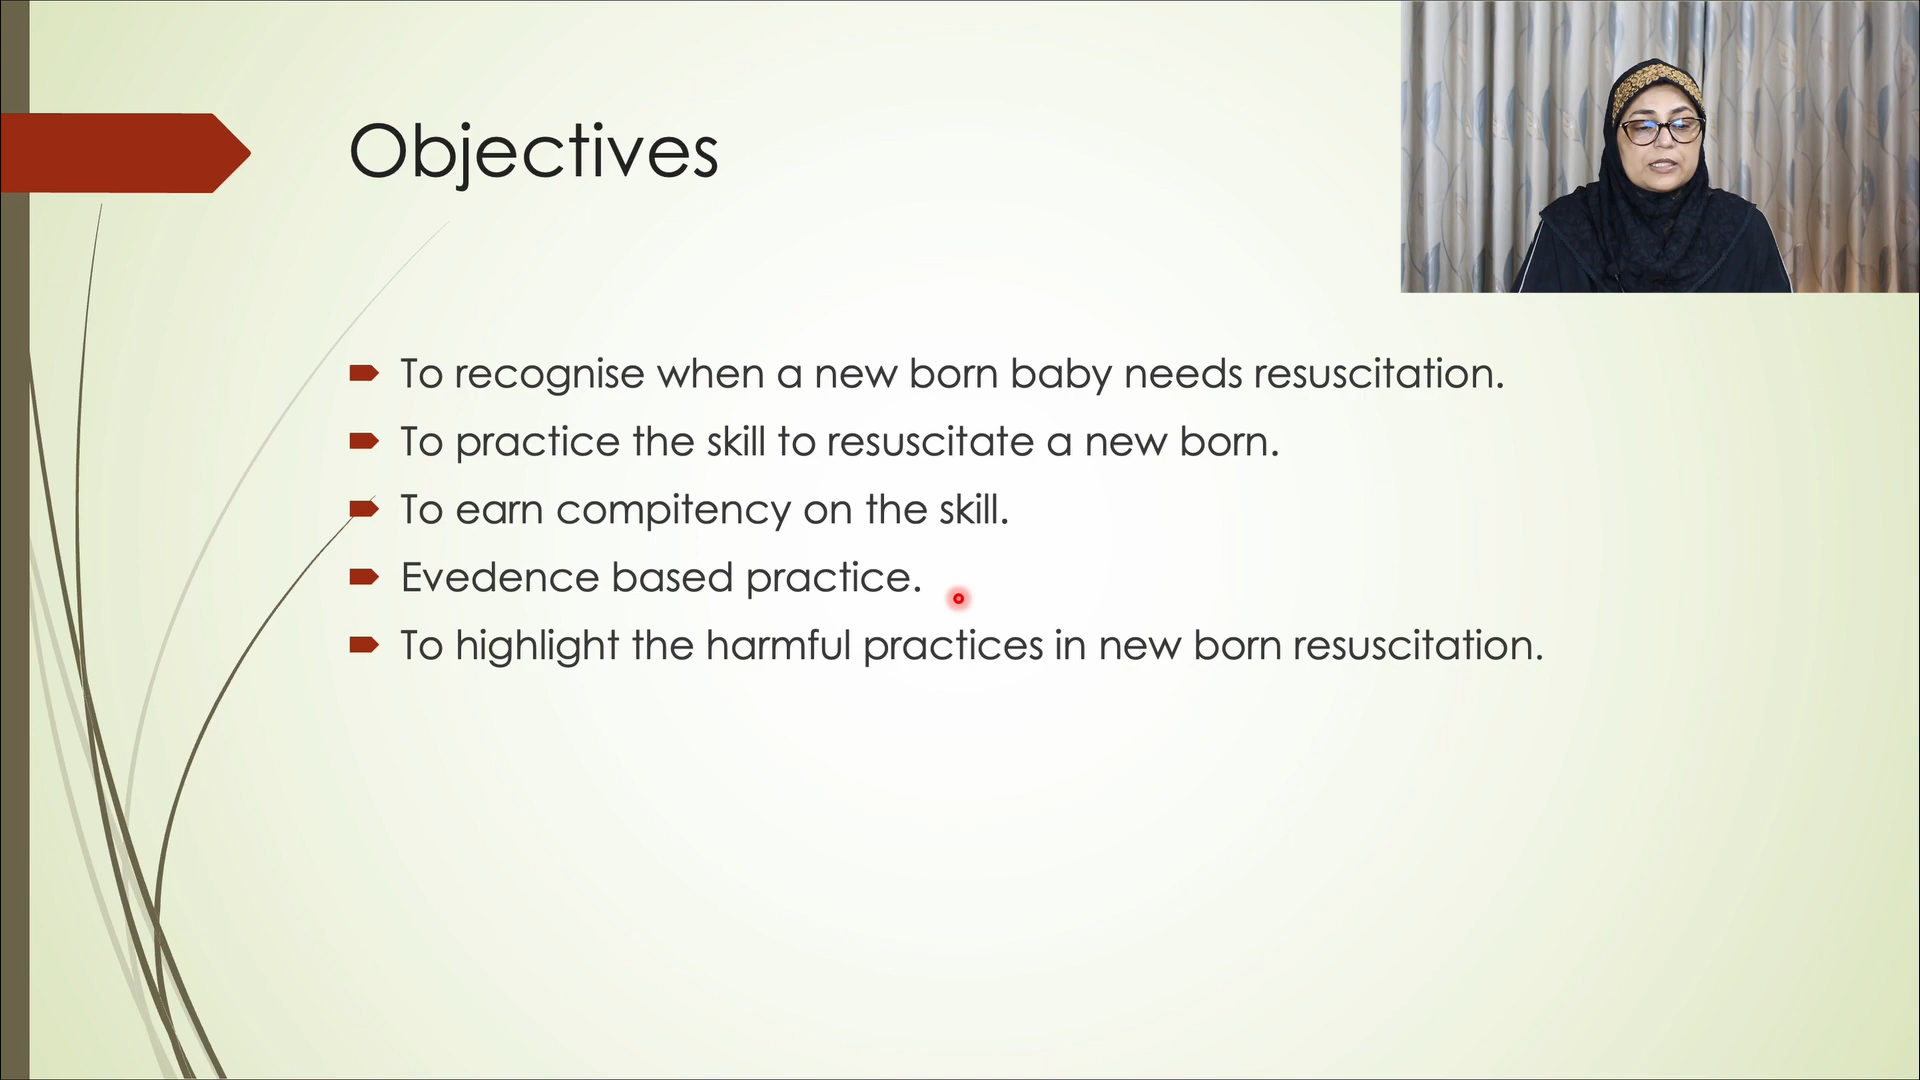 Objectives
To recognise when a new born baby needs resuscitation.
To practice the skill to resuscitate a new born.
To earn compitency on the skill.
Evedence based practice.
To highlight the harmful practices in new born resuscitation.